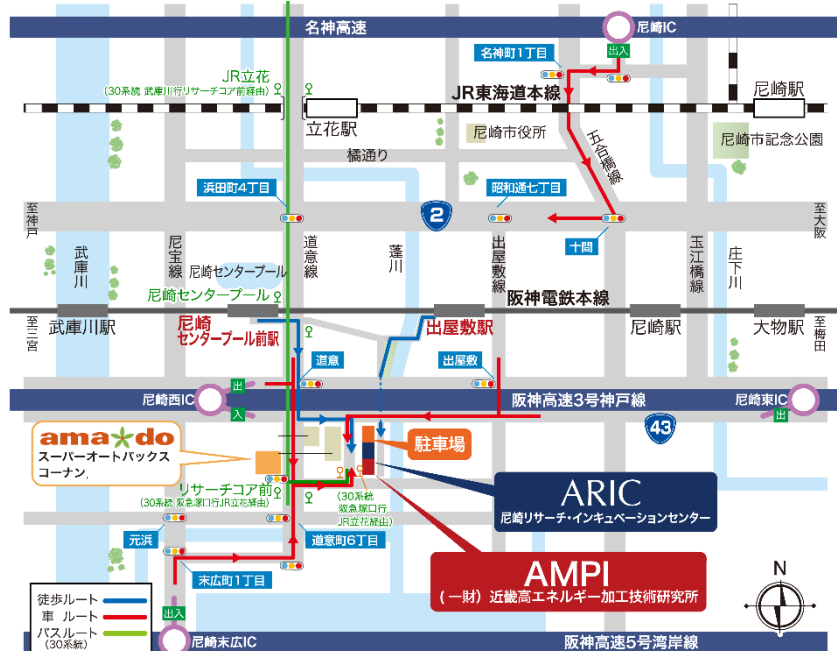 名神高速
尼崎IC
出入
名神町1丁目
JR立花
(30系統 武庫川行リサーチコア前経由)
JR東海道本線
立花駅
尼崎駅
尼崎市役所
尼崎市記念公園
五合橋線
橘通り
浜田町4丁目
昭和通七丁目
2
十間
至神戸
至大阪
武庫川
尼宝線
道意線
蓬川
出屋敷線
玉江橋線
庄下川
尼崎センタープール
尼崎センタープール
阪神電鉄本線
至三宮
武庫川駅
尼崎
センタープール前駅
出屋敷駅
尼崎駅
大物駅
至梅田
道意
出屋敷
尼崎西IC
出
入
阪神高速3号神戸線
尼崎東IC
出
43
amado
スーパーオートバックス
コーナン
駐車場
リサーチコア前
(30系統 阪急塚口行JR立花経由)
(30系統
阪急塚口行
JR立花経由)
ARIC
尼崎リサーチ・インキュベーションセンター
元浜
道意町6丁目
末広町1丁目
AMPI
(一財)近畿高エネルギー加工技術研究所
N
徒歩ルート
車 ルート
バスルート
(30系統)
出入
尼崎末広IC
阪神高速5号湾岸線